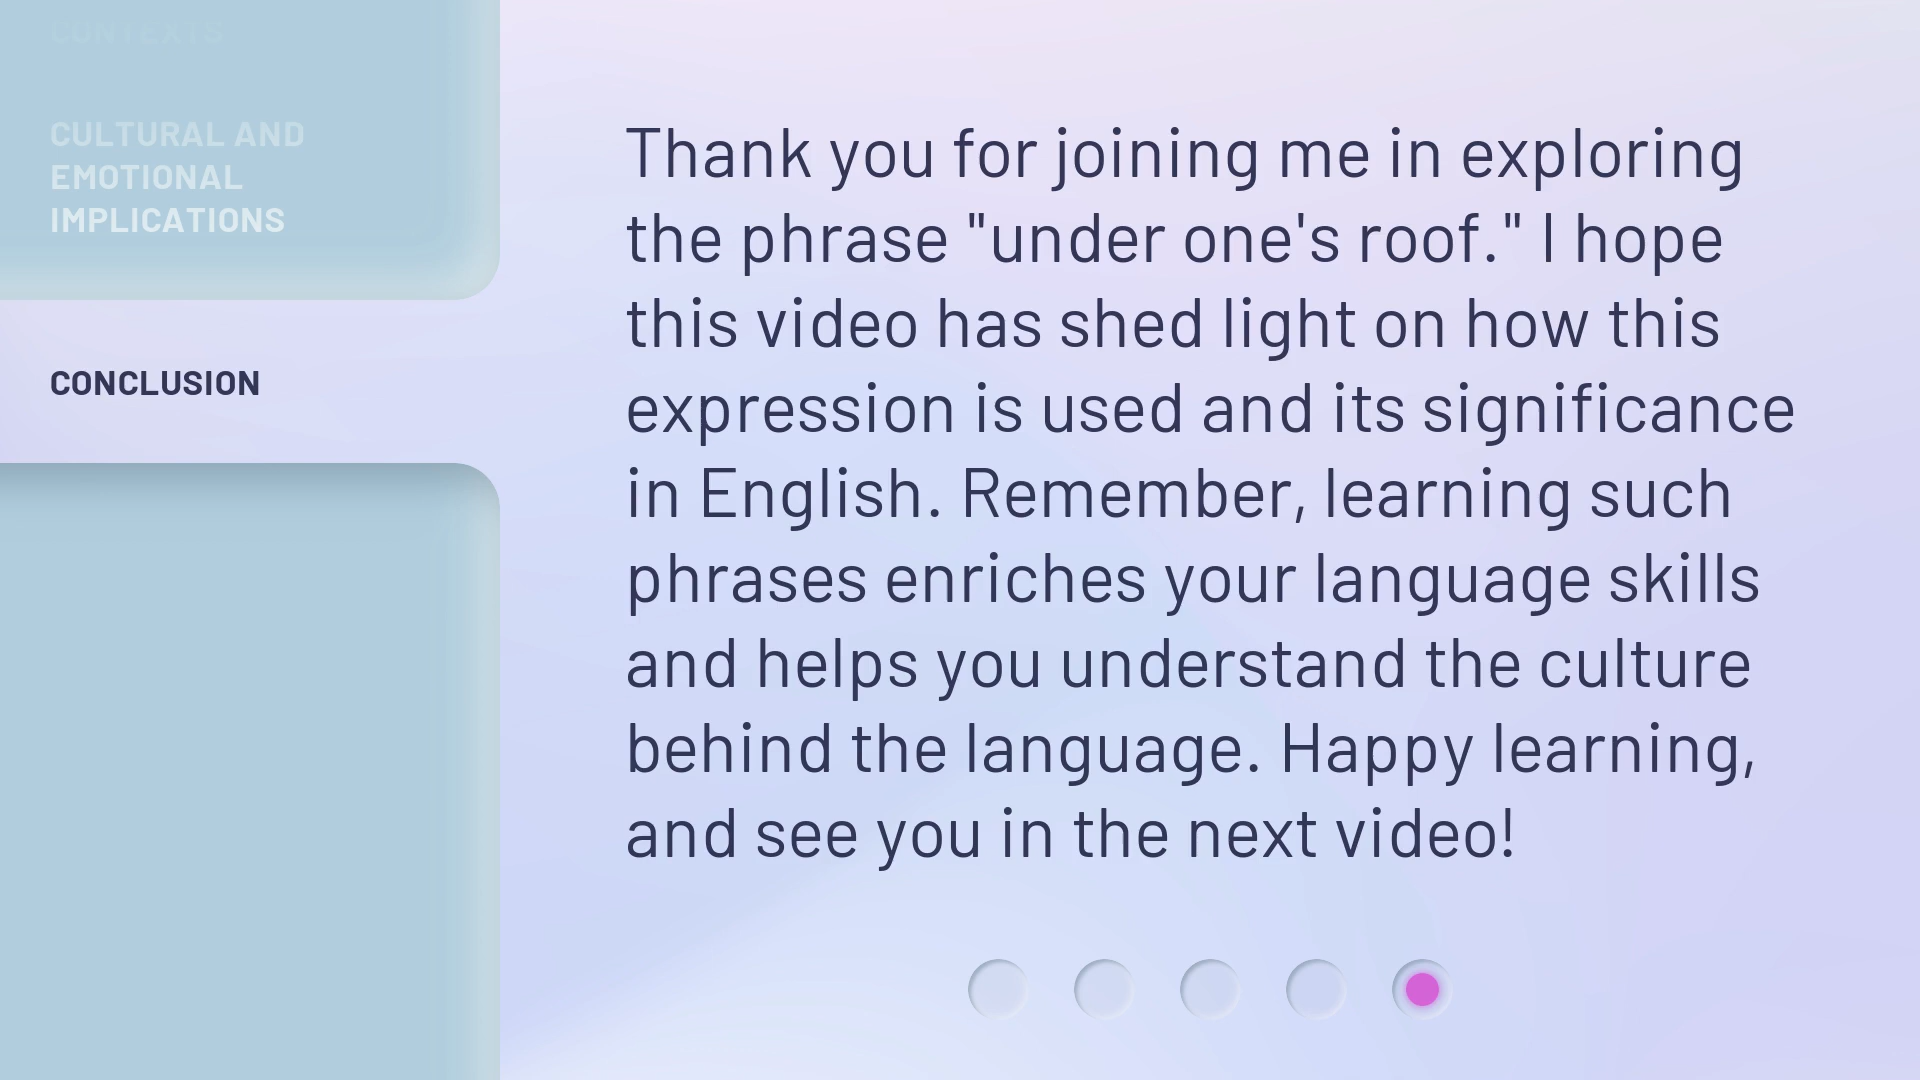 CONTEXTS
CULTURAL AND
EMOTIONAL
IMPLICATIONS
CONCLUSION
Thank you for joining me in exploring
the phrase "under one's roof." I hope
this video has shed light on how this
expression is used and its significance
in English. Remember, learning such
phrases enriches your language skills
and helps you understand the culture
behind the language. Happy learning,
and see you in the next video!